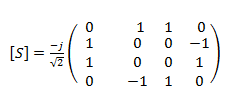 [S] = -j/√2 ( 0 1 1 0
1 0 0 −1
1 0 0 1
0 −1 1 0 )